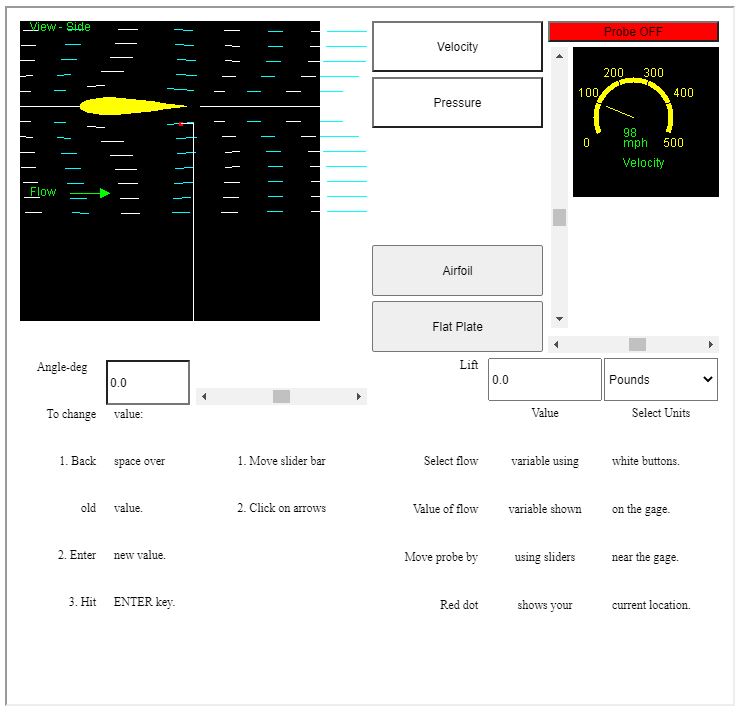 View - Side
Flow
Velocity
Pressure
Probe OFF
0 100 200 300 400 500
98
mph
Velocity
Airfoil
Flat Plate
Angle-deg 0.0
Lift 0.0 Pounds
Value Select Units
To change value:
1. Back space over
old value.
2. Enter new value.
3. Hit ENTER key.
1. Move slider bar
2. Click on arrows
Select flow variable using white buttons.
Value of flow variable shown on the gage.
Move probe by using sliders near the gage.
Red dot shows your current location.